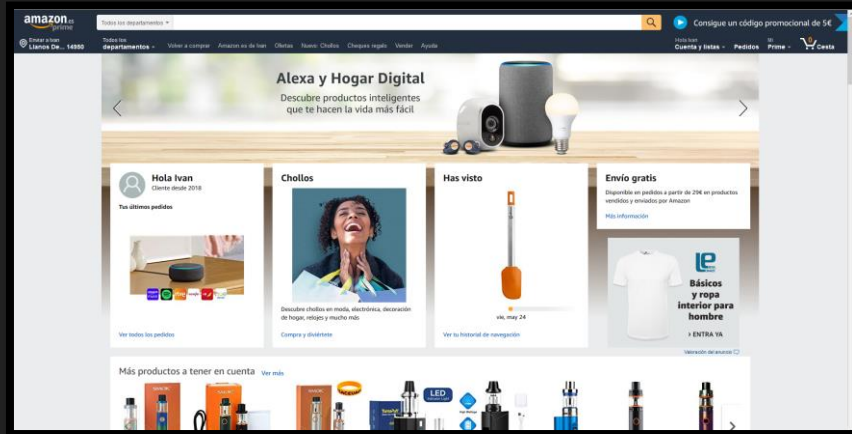 amazon.es
prime
Todos los departamentos
Consigue un código promocional de 5€
Enviar a Ivan
Llanos De... 14950
Todos los
departamentos
Volver a comprar
Amazon.es de Ivan
Ofertas
Nuevo: Chollos
Cheques regalo
Vender
Ayuda
Hola Ivan
Cuenta y listas
Pedidos
Mi
Prime
0
Cesta
Alexa y Hogar Digital
Descubre productos inteligentes
que te hacen la vida más fácil
Hola Ivan
Cliente desde 2018
Tus últimos pedidos
Ver todos los pedidos
Chollos
Descubre chollos en moda, electrónica, decoración
de hogar, relojes y mucho más
Compra y diviértete
Has visto
vie, may 24
Ver tu historial de navegación
Envío gratis
Disponible en pedidos a partir de 29€ en productos
vendidos y enviados por Amazon
Más información
Básicos
y ropa
interior para
hombre
› ENTRA YA
Valoración del anuncio
Más productos a tener en cuenta
Ver más
LED